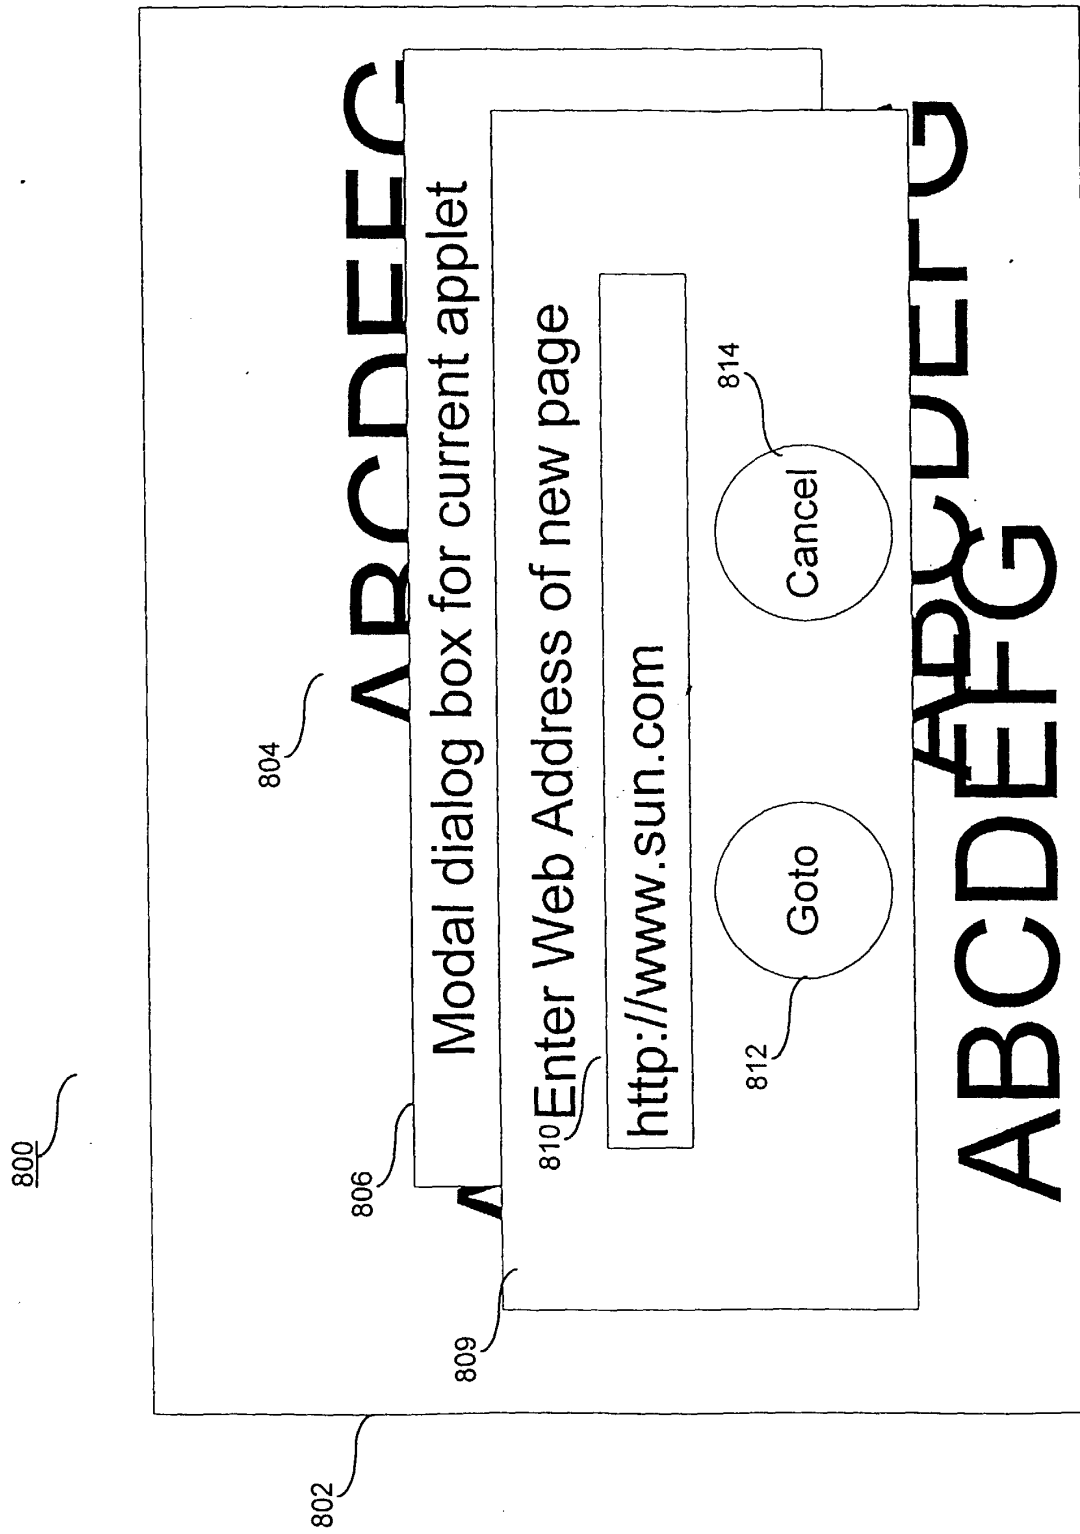 800
804
802
806
ABCDEFG
Modal dialog box for current applet
809
A
810
Enter Web Address of new page
http://www.sun.com
814
812
Goto
Cancel
ABCDEFG
ABCDEFG